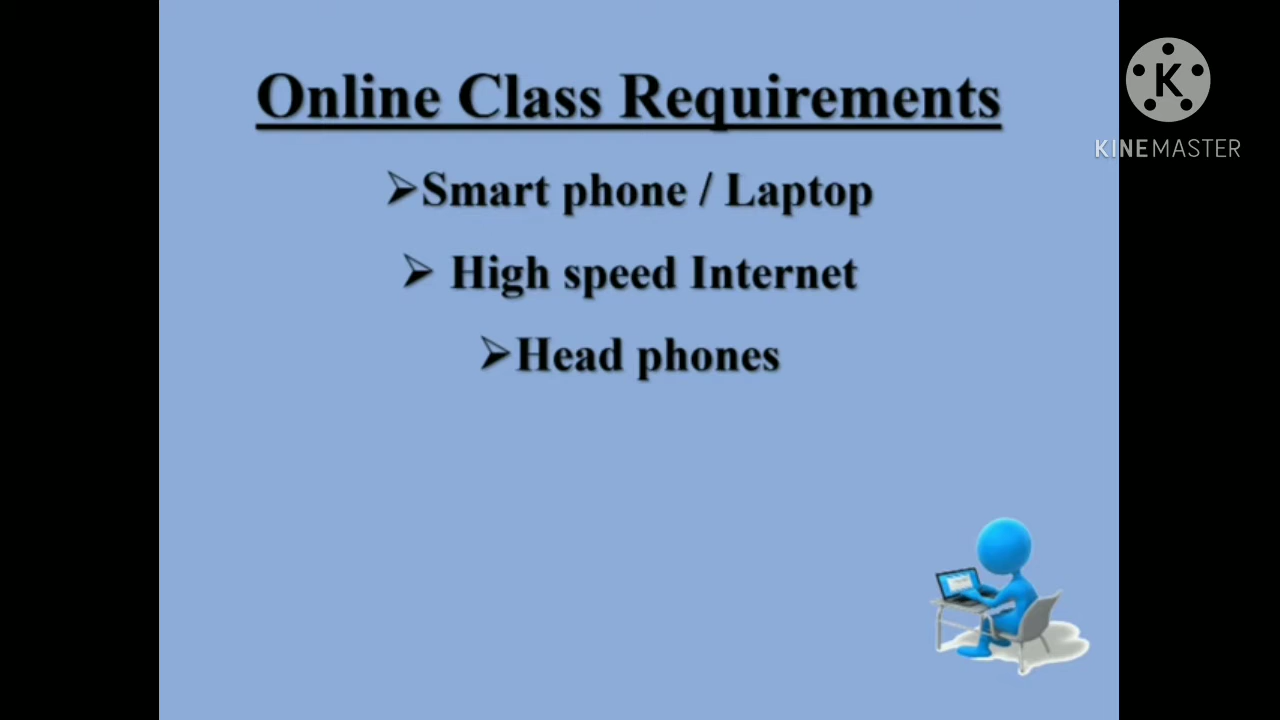 Online Class Requirements
K
KINEMASTER
➢Smart phone / Laptop
➢ High speed Internet
➢Head phones